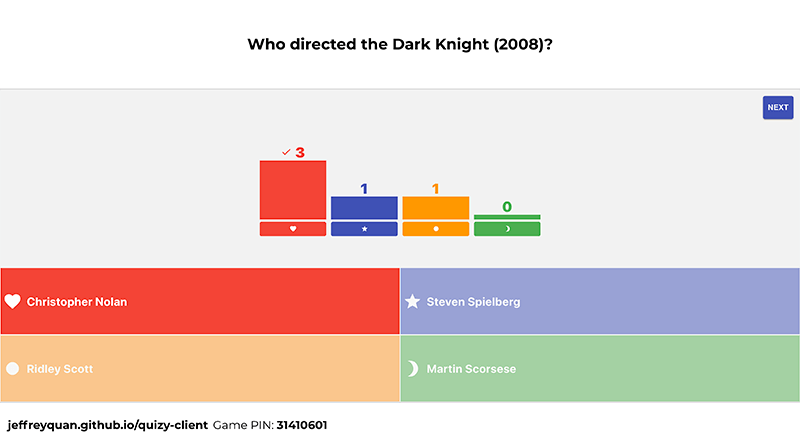 Who directed the Dark Knight (2008)?
NEXT
3
1
1
0
Christopher Nolan
Steven Spielberg
Ridley Scott
Martin Scorsese
jeffreyquan.github.io/quizy-client Game PIN: 31410601